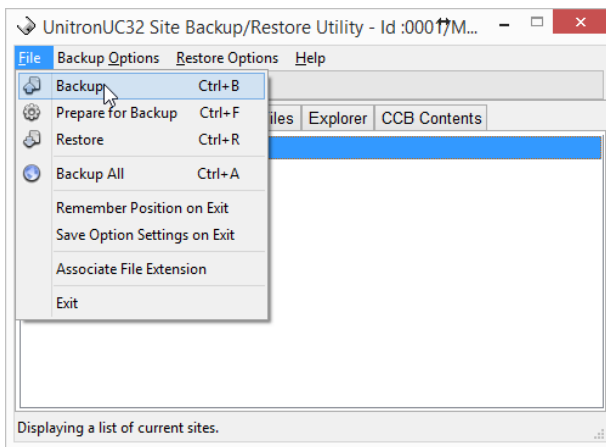 UnitronUC32 Site Backup/Restore Utility - Id :0001/M...
File Backup Options Restore Options Help
Backup Ctrl+B
Prepare for Backup Ctrl+F
iles Explorer CCB Contents
Restore Ctrl+R
Backup All Ctrl+A
Remember Position on Exit
Save Option Settings on Exit
Associate File Extension
Exit
Displaying a list of current sites.